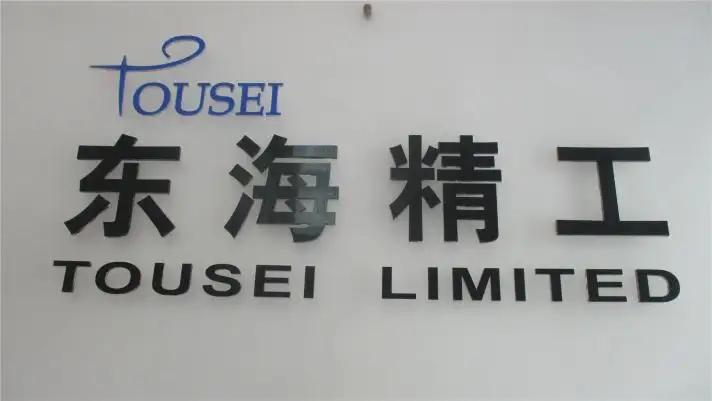 TOUSEI
东海精工
TOUSEI LIMITED